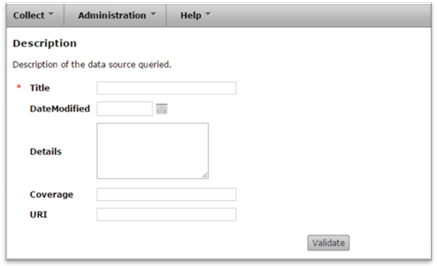 Collect Administration Help
Description
Description of the data source queried.
* Title
DateModified
Details
Coverage
URI
Validate